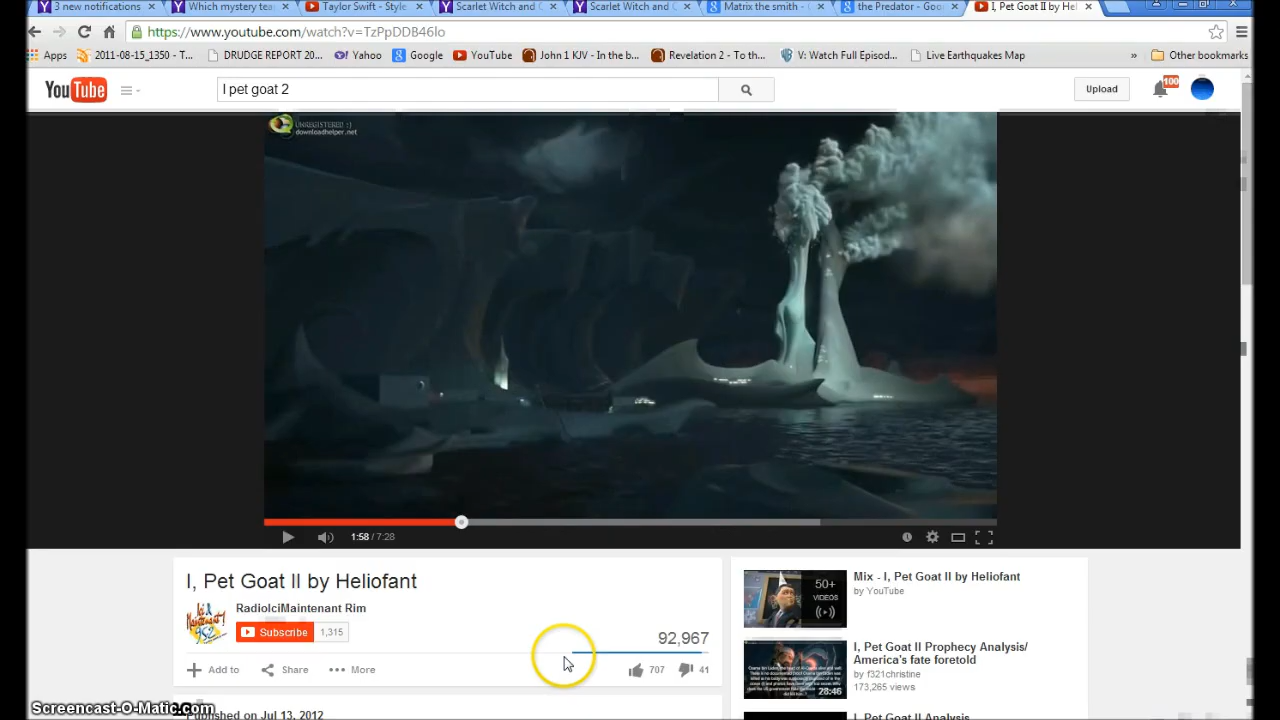 3 new notifications
Which mystery tea
Taylor Swift - Style
Scarlet Witch and C
Scarlet Witch and C
Matrix the smith - I
the Predator - Goo
I, Pet Goat II by Hel
https://www.youtube.com/watch?v=TzPpDDB46lo
Apps
2011-08-15_1350 - T...
DRUDGE REPORT 20...
Yahoo
Google
YouTube
John 1 KJV - In the b...
Revelation 2 - To th...
V: Watch Full Episod...
Live Earthquakes Map
»
Other bookmarks
YouTube
I pet goat 2
Upload
100
UNREGISTERED :)
downloadhelper.net
1:58 / 7:28
I, Pet Goat II by Heliofant
RadioIciMaintenant Rim
Subscribe
1,315
92,967
Add to
Share
More
707
41
Published on Jul 13, 2012
50+
VIDEOS
Mix - I, Pet Goat II by Heliofant
by YouTube
I, Pet Goat II Prophecy Analysis/
America's fate foretold
by f321christine
173,265 views
28:46
I, Pet Goat II Analysis
Screencast-O-Matic.com